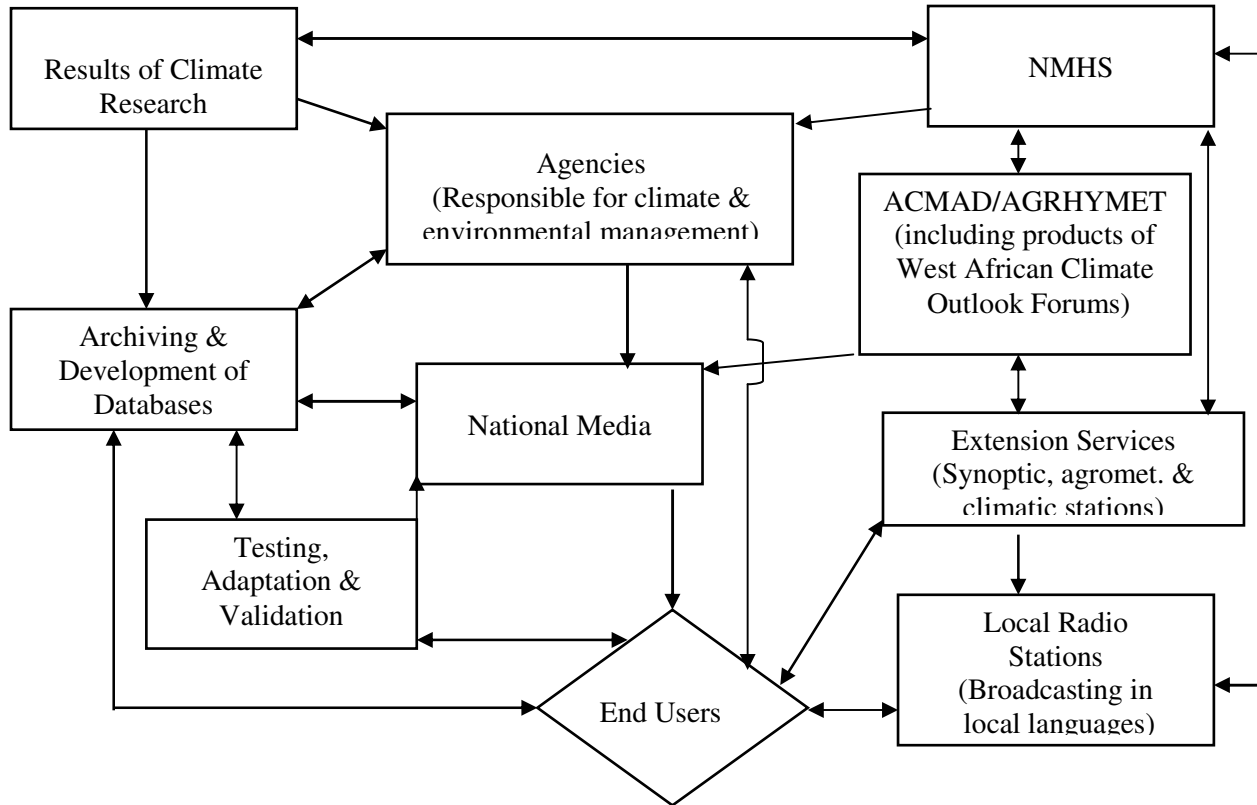 Results of Climate
Research
NMHS
Agencies
(Responsible for climate &
environmental management)
ACMAD/AGRHYMET
(including products of
West African Climate
Outlook Forums)
Archiving &
Development of
Databases
National Media
Extension Services
(Synoptic, agromet. &
climatic stations)
Testing,
Adaptation &
Validation
Local Radio
Stations
(Broadcasting in
local languages)
End Users